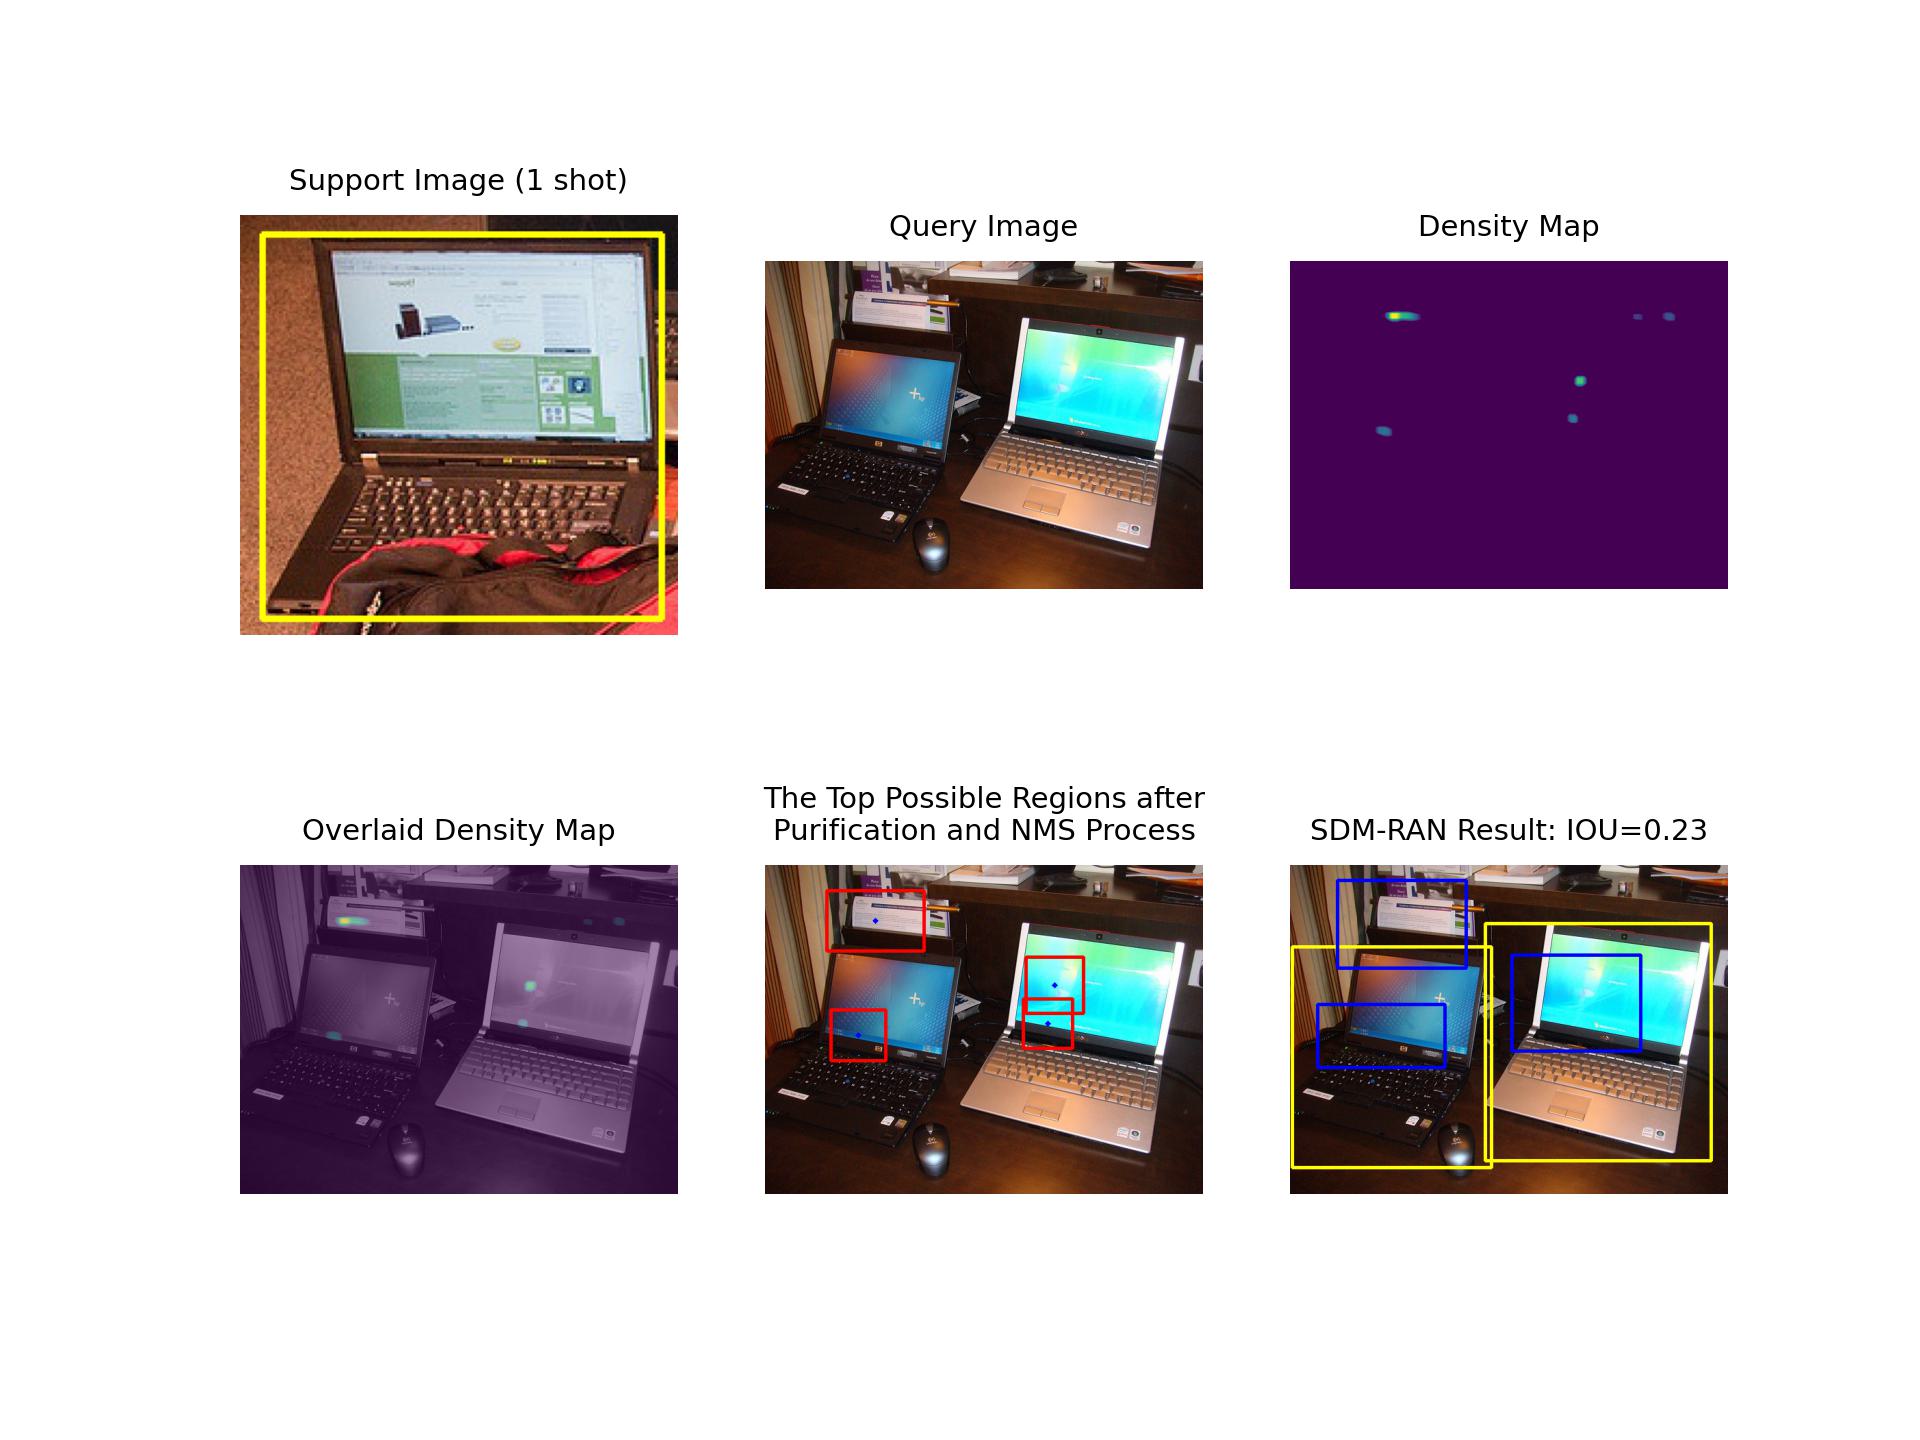 Support Image (1 shot)
Query Image
Density Map
woot!
Overlaid Density Map
The Top Possible Regions after
Purification and NMS Process
SDM-RAN Result: IOU=0.23